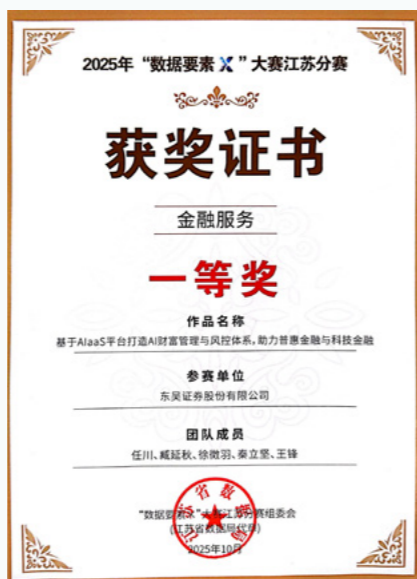 2025年“数据要素X”大赛江苏分赛
获奖证书
金融服务
一等奖
作品名称
基于AIaaS平台打造AI财富管理与风控体系，助力普惠金融与科技金融
参赛单位
东吴证券股份有限公司
团队成员
任川、臧延秋、徐微羽、秦立坚、王锋
“数据要素×”大赛江苏分赛组委会
(江苏省数据局代章)
2025年10月
江苏省数据局